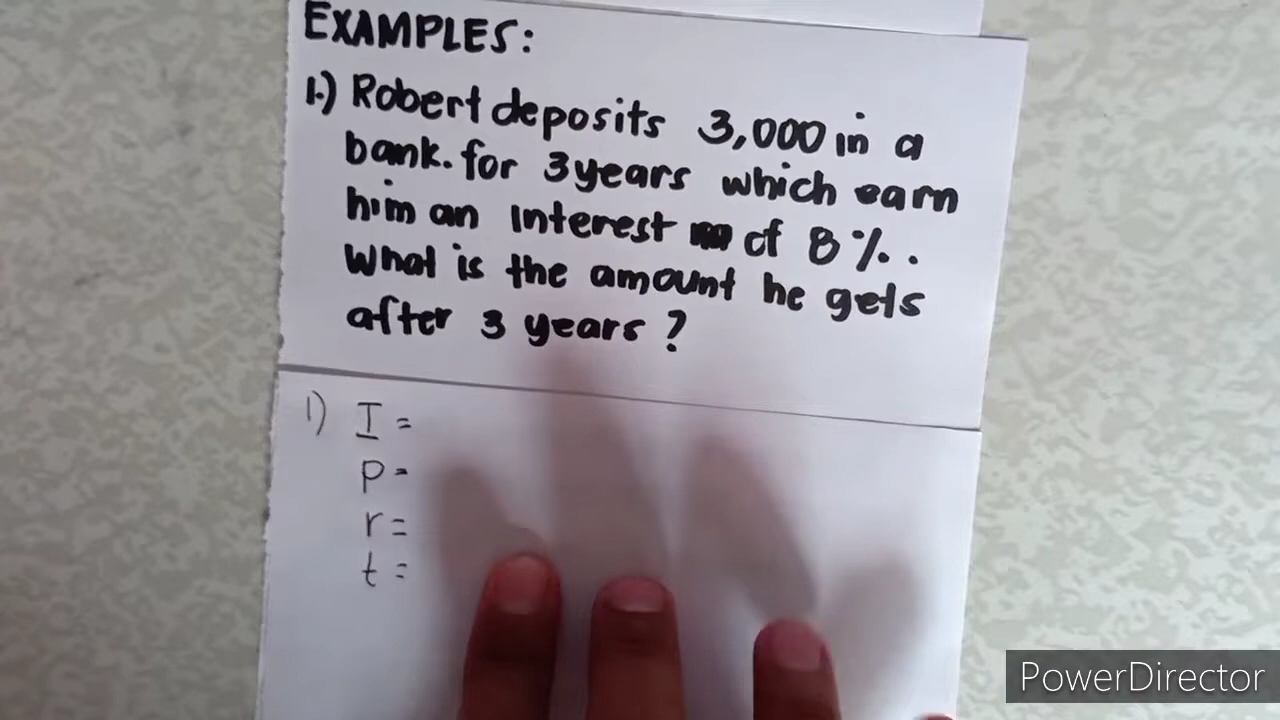 EXAMPLES:
1.) Robert deposits 3,000 in a
bank. for 3 years which earn
him an interest of 8%.
What is the amount he gets
after 3 years?
1) I =
P =
r =
t =
PowerDirector